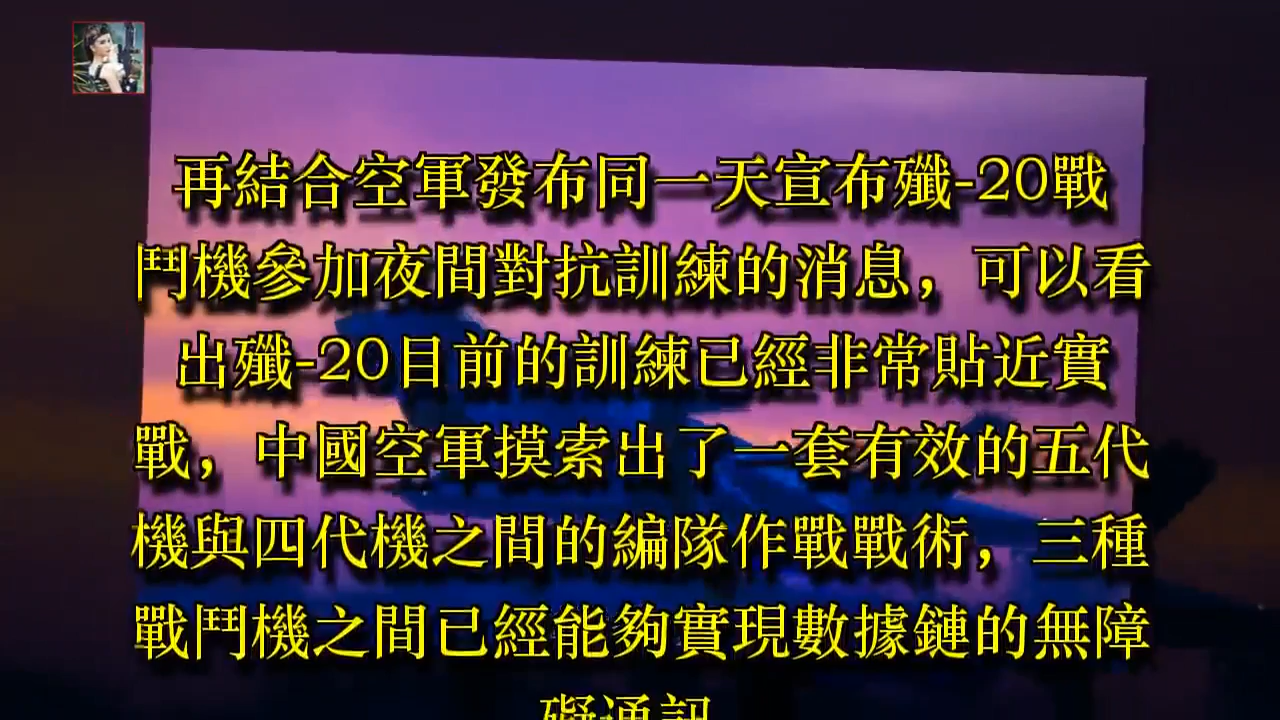 再結合空軍發布同一天宣布殲-20戰
鬥機參加夜間對抗訓練的消息，可以看
出殲-20目前的訓練已經非常貼近實
戰，中國空軍摸索出了一套有效的五代
機與四代機之間的編隊作戰戰術，三種
戰鬥機之間已經能夠實現數據鏈的無障
礙通訊